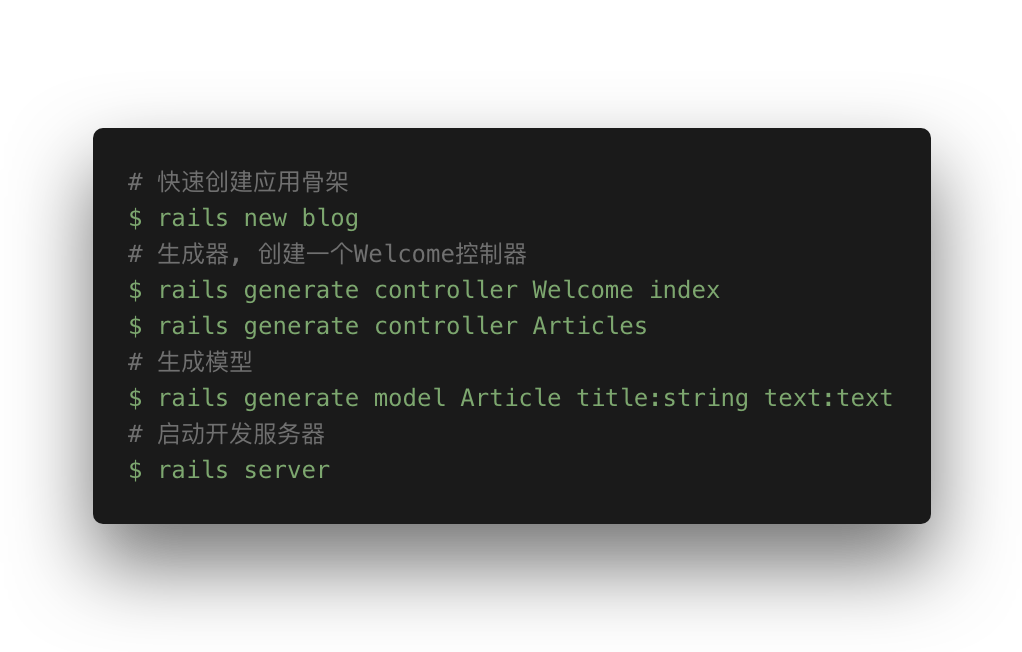 # 快速创建应用骨架
$ rails new blog
# 生成器, 创建一个Welcome控制器
$ rails generate controller Welcome index
$ rails generate controller Articles
# 生成模型
$ rails generate model Article title:string text:text
# 启动开发服务器
$ rails server